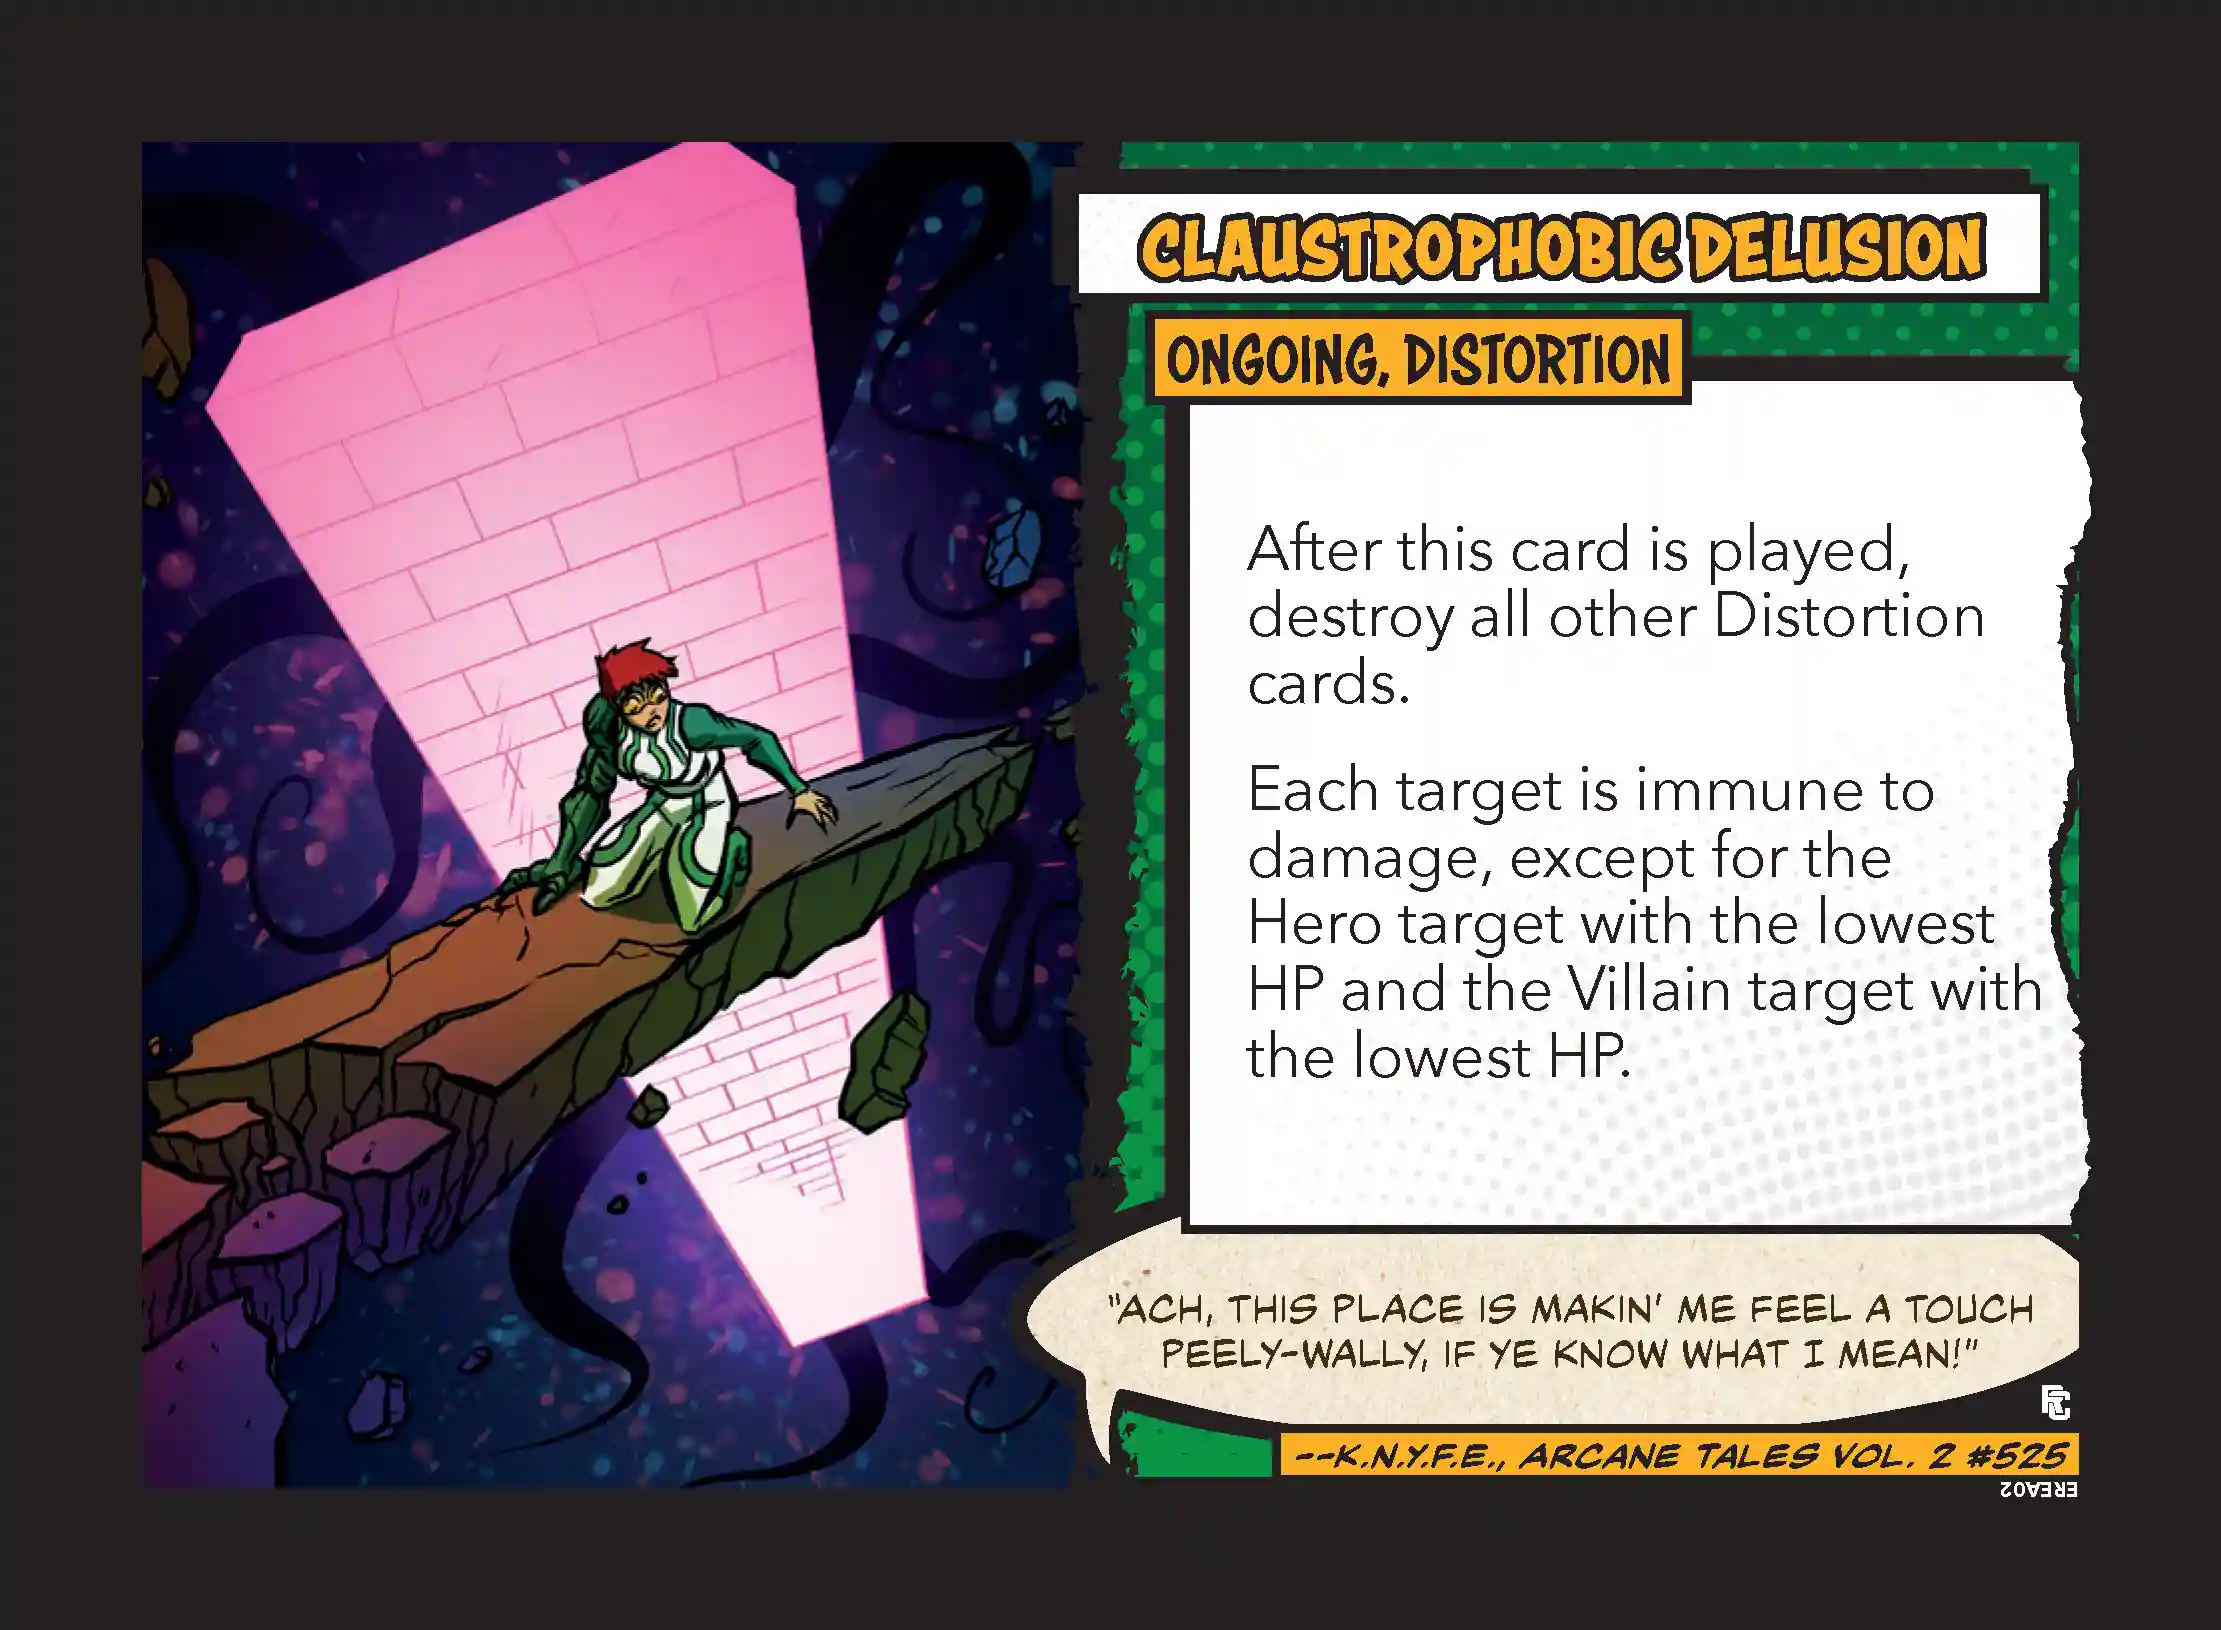 CLAUSTROPHOBIC DELUSION
ONGOING, DISTORTION
After this card is played,
destroy all other Distortion
cards.
Each target is immune to
damage, except for the
Hero target with the lowest
HP and the Villain target with
the lowest HP.
"ACH, THIS PLACE IS MAKIN' ME FEEL A TOUCH
PEELY-WALLY, IF YE KNOW WHAT I MEAN!"
--K.N.Y.F.E., ARCANE TALES VOL. 2 #525
EREA02